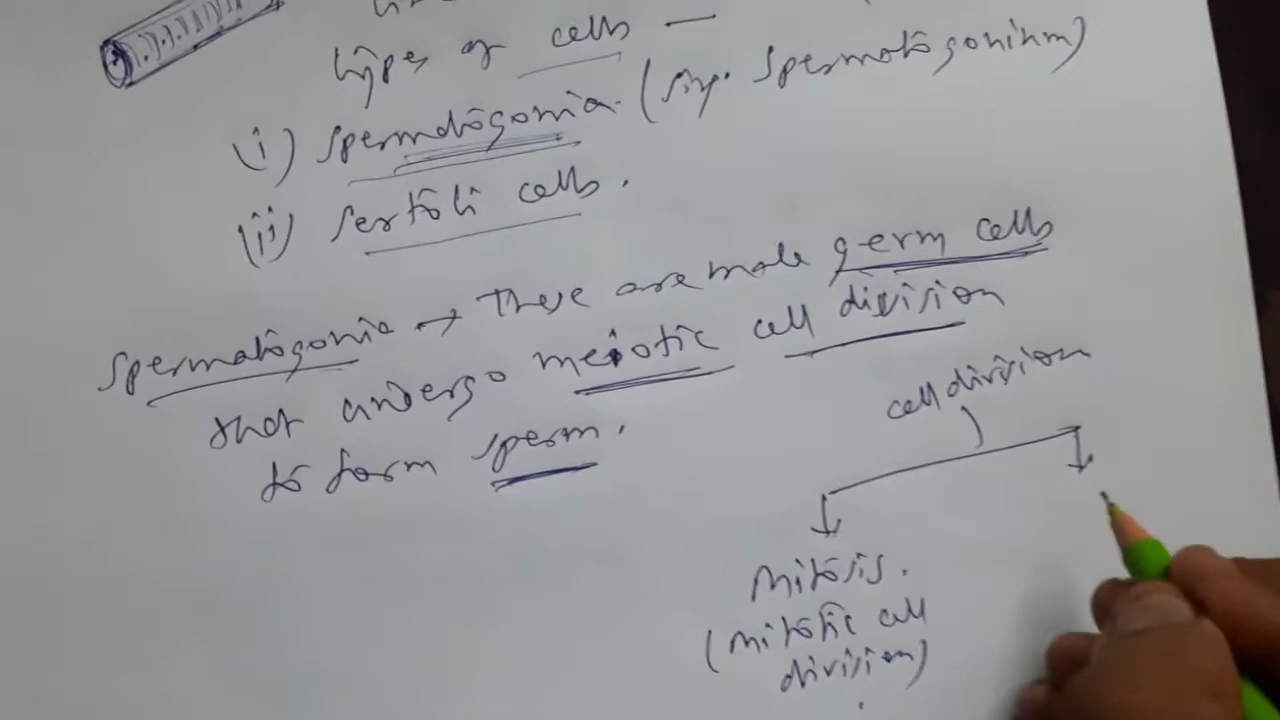 types of cells —
(i) spermatogonia. (sing. spermatogonium)
(ii) sertoli cells.
spermatogonia → These are male germ cells
that undergo meiotic cell division
to form sperm.
cell division
Mitosis.
(mitotic cell
division)